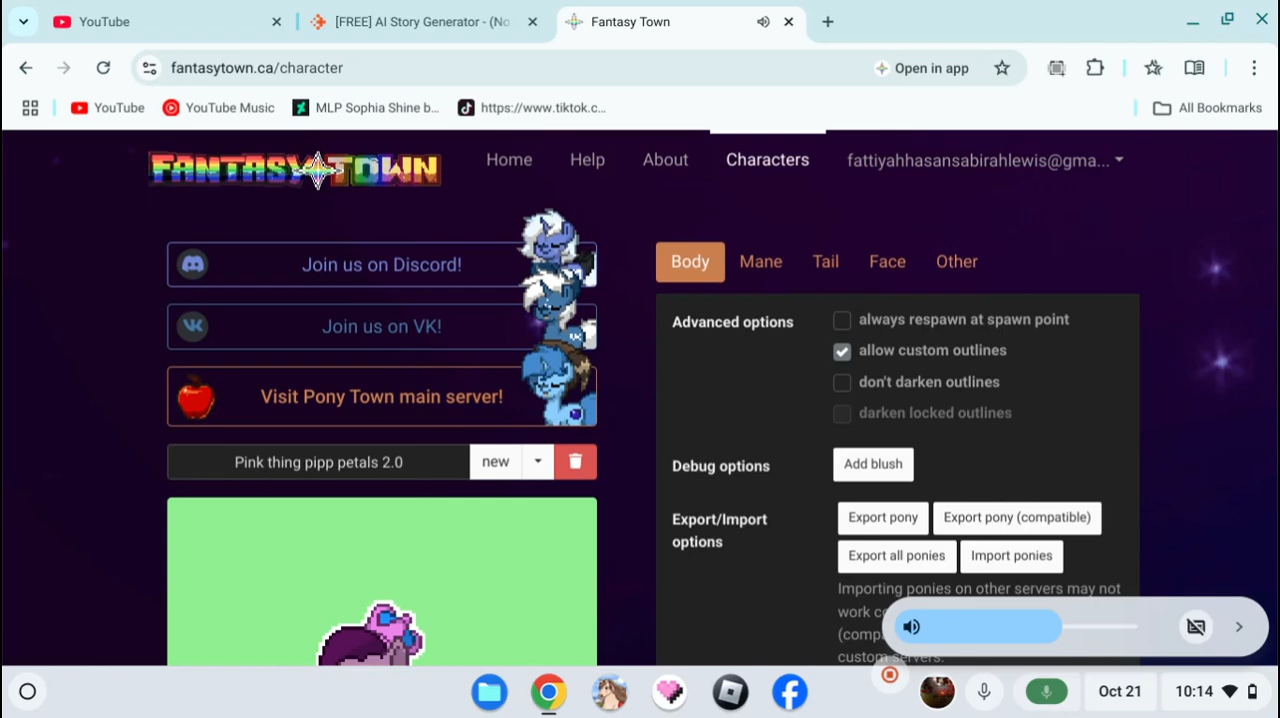 YouTube
[FREE] AI Story Generator - (No
Fantasy Town
fantasytown.ca/character
Open in app
YouTube
YouTube Music
MLP Sophia Shine b...
https://www.tiktok.c...
All Bookmarks
FANTASY TOWN
Home
Help
About
Characters
fattiyahhasansabirahlewis@gma...
Join us on Discord!
Join us on VK!
Visit Pony Town main server!
Pink thing pipp petals 2.0
new
Body
Mane
Tail
Face
Other
Advanced options
always respawn at spawn point
allow custom outlines
don't darken outlines
darken locked outlines
Debug options
Add blush
Export/Import
options
Export pony
Export pony (compatible)
Export all ponies
Import ponies
Importing ponies on other servers may not
work
(comp
custom servers.
Oct 21
10:14